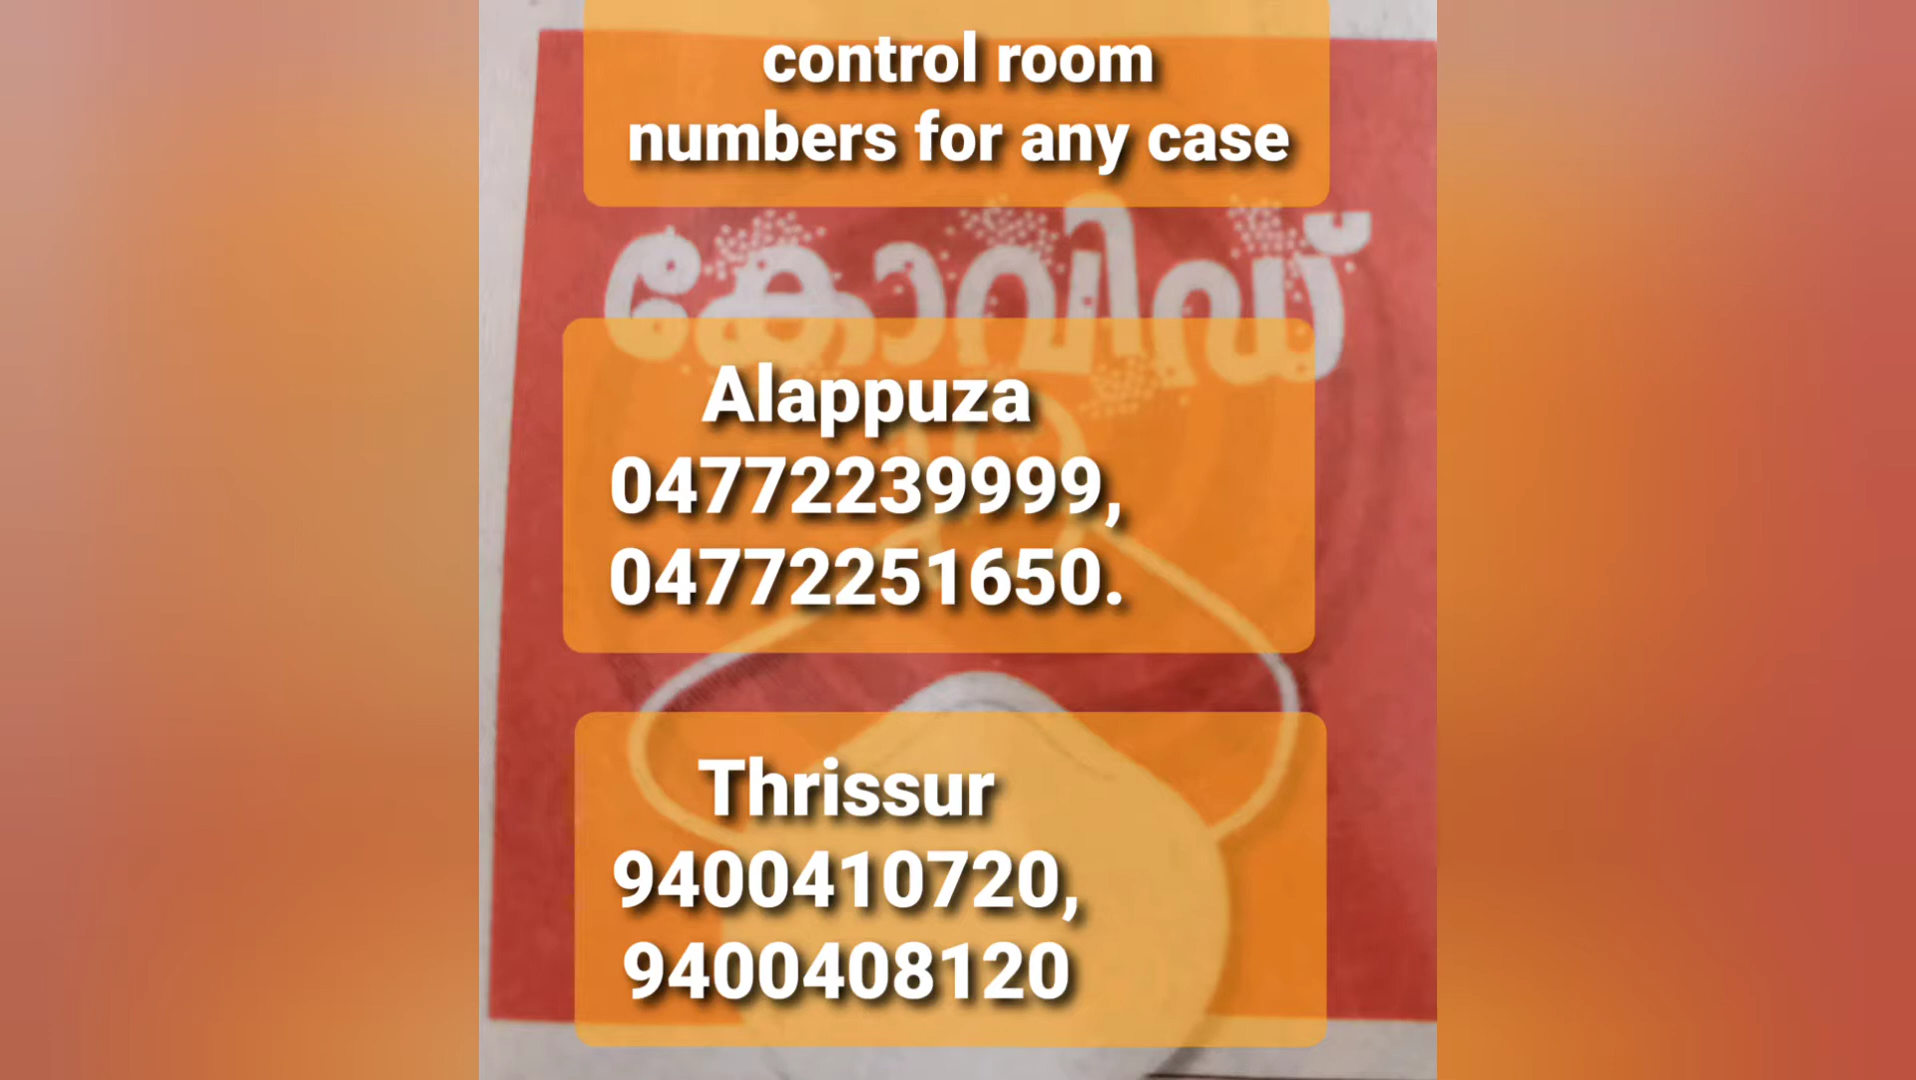 control room
numbers for any case
കോവിഡ്
Alappuza
04772239999,
04772251650.
Thrissur
9400410720,
9400408120